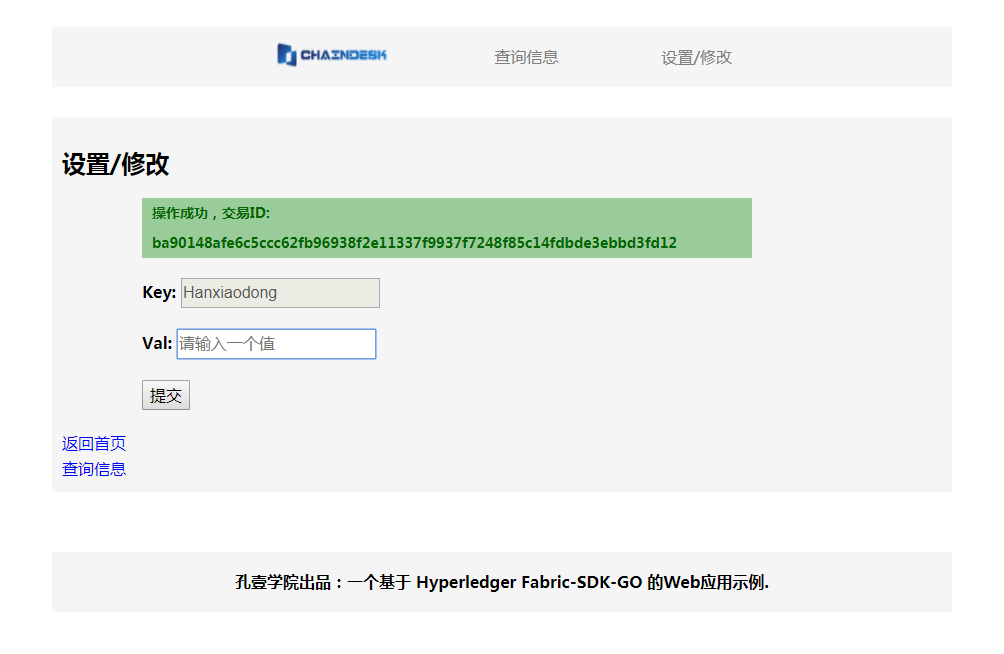 CHAINDESK 查询信息 设置/修改
设置/修改
操作成功，交易ID:
ba90148afe6c5ccc62fb96938f2e11337f9937f7248f85c14fdbde3ebbd3fd12
Key: Hanxiaodong
Val: 请输入一个值
提交
返回首页
查询信息
孔壹学院出品：一个基于 Hyperledger Fabric-SDK-GO 的Web应用示例.